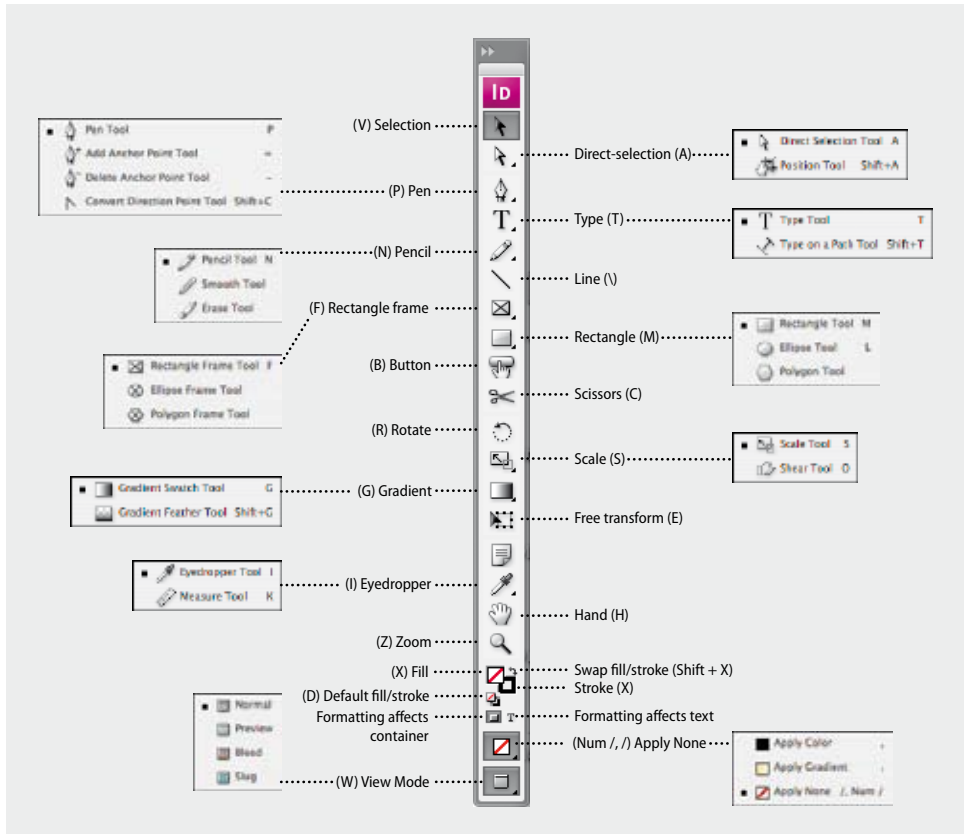 ID
(V) Selection
Direct-selection (A)
Pen Tool P
Add Anchor Point Tool =
Delete Anchor Point Tool -
Convert Direction Point Tool Shift+C
Direct Selection Tool A
Position Tool Shift+A
(P) Pen
T
Type (T)
T Type Tool T
Type on a Path Tool Shift+T
(N) Pencil
Pencil Tool N
Smooth Tool
Erase Tool
Line (\)
(F) Rectangle frame
Rectangle Frame Tool F
Ellipse Frame Tool
Polygon Frame Tool
Rectangle (M)
Rectangle Tool M
Ellipse Tool L
Polygon Tool
(B) Button
Scissors (C)
(R) Rotate
Scale (S)
Scale Tool S
Shear Tool O
(G) Gradient
Gradient Swatch Tool G
Gradient Feather Tool Shift+G
Free transform (E)
(I) Eyedropper
Eyedropper Tool I
Measure Tool K
Hand (H)
(Z) Zoom
(X) Fill
Swap fill/stroke (Shift + X)
Stroke (X)
(D) Default fill/stroke
Formatting affects
container
T
Formatting affects text
(Num /, /) Apply None
Apply Color ,
Apply Gradient
Apply None /, Num /
Normal
Preview
Bleed
Slug
(W) View Mode